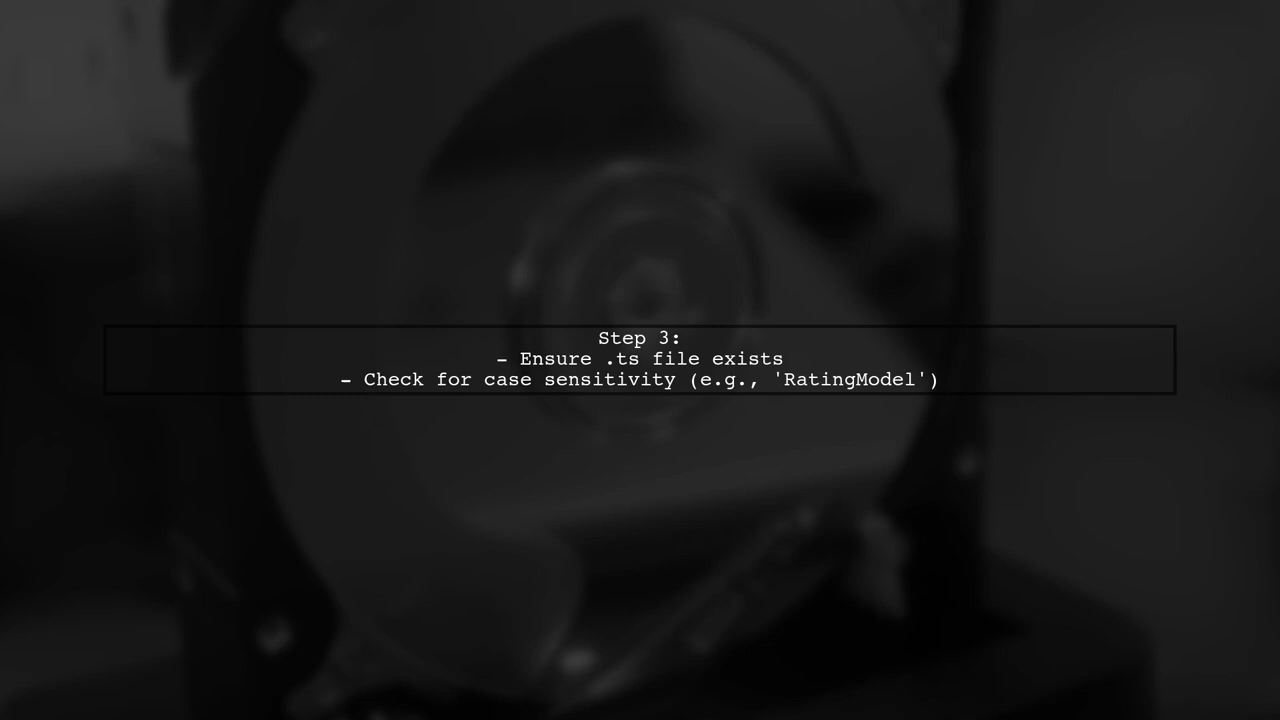 Step 3:
– Ensure .ts file exists
– Check for case sensitivity (e.g., 'RatingModel')